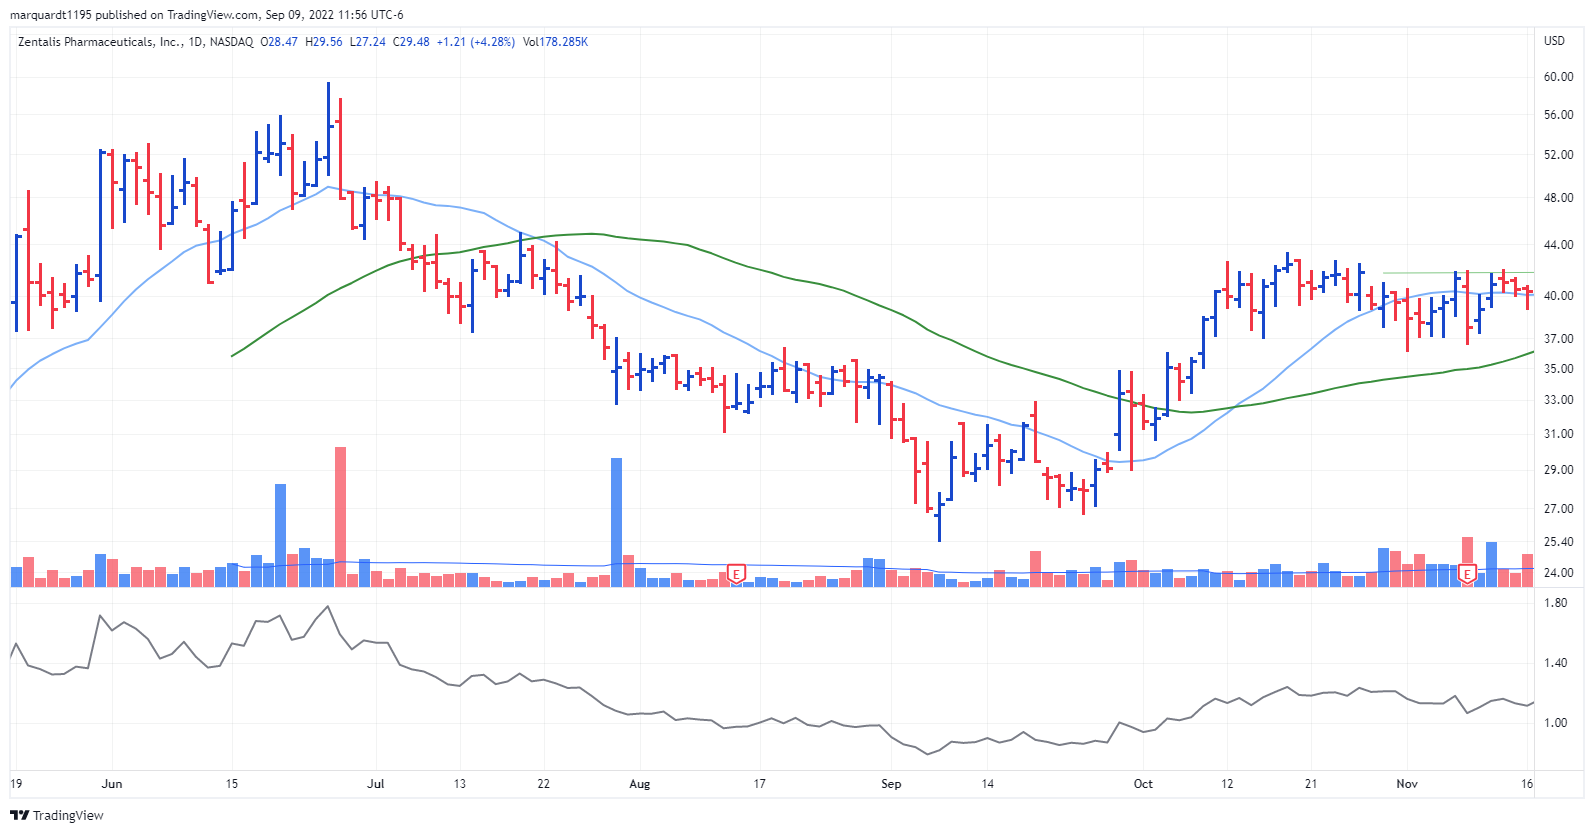 marquardt1195 published on TradingView.com, Sep 09, 2022 11:56 UTC-6
Zentalis Pharmaceuticals, Inc., 1D, NASDAQ O28.47 H29.56 L27.24 C29.48 +1.21 (+4.28%) Vol178.285K
USD
60.00
56.00
52.00
48.00
44.00
40.00
37.00
35.00
33.00
31.00
29.00
27.00
25.40
24.00
E
E
1.80
1.40
1.00
19 Jun 15 Jul 13 22 Aug 17 Sep 14 Oct 12 21 Nov 16
TradingView